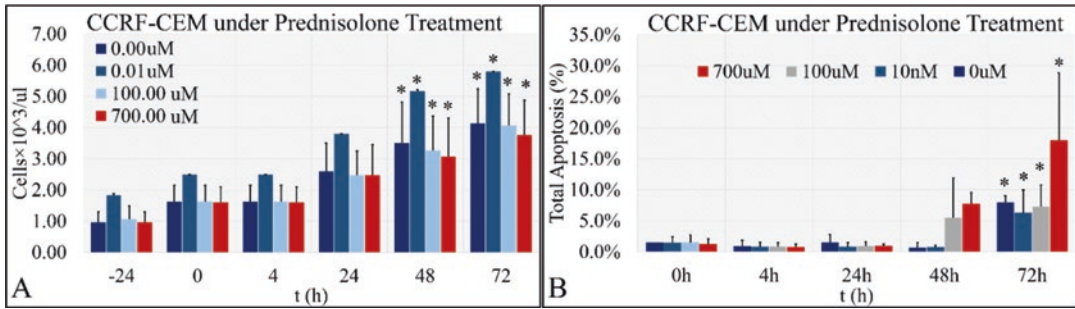 CCRF-CEM under Prednisolone Treatment
7.00
6.00
5.00
4.00
3.00
2.00
1.00
0.00
Cells×10^3/ul
0.00uM
0.01uM
100.00 uM
700.00 uM
* * * *
* * * *
-24 0 4 24 48 72
t (h)
A
CCRF-CEM under Prednisolone Treatment
35.0%
30.0%
25.0%
20.0%
15.0%
10.0%
5.0%
0.0%
Total Apoptosis (%)
700uM 100uM 10nM 0uM
* * * *
0h 4h 24h 48h 72h
t (h)
B